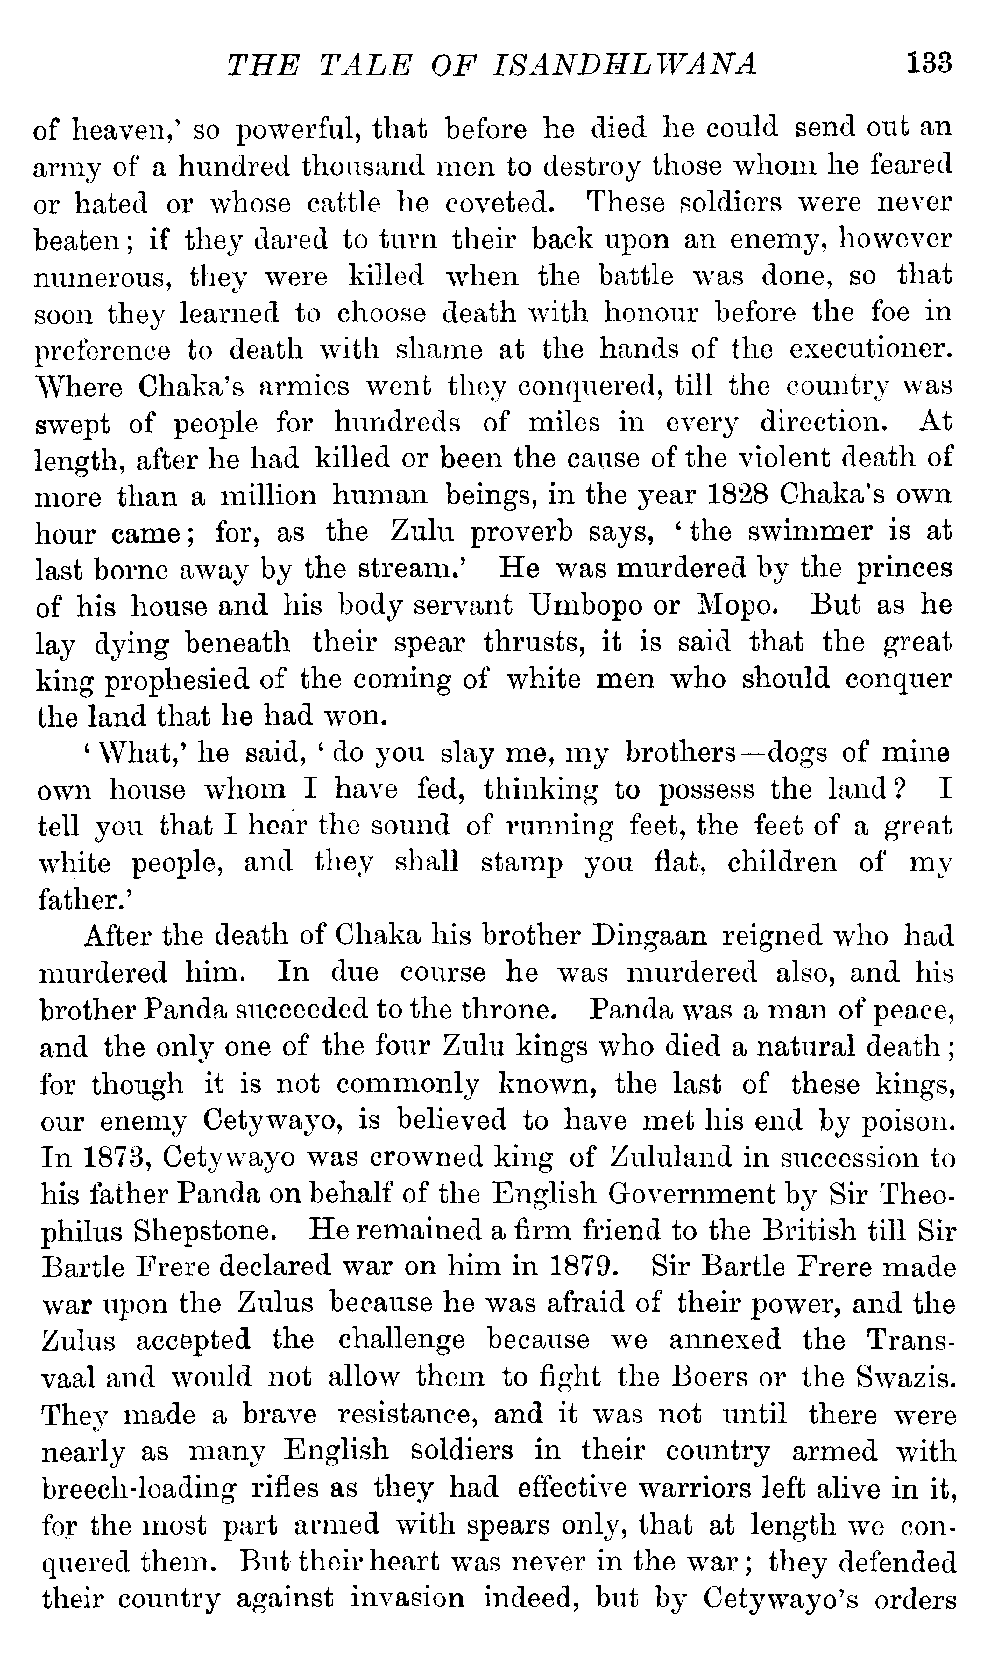 THE TALE OF ISANDHLWANA 133
of heaven,' so powerful, that before he died he could send out an
army of a hundred thousand men to destroy those whom he feared
or hated or whose cattle he coveted. These soldiers were never
beaten; if they dared to turn their back upon an enemy, however
numerous, they were killed when the battle was done, so that
soon they learned to choose death with honour before the foe in
preference to death with shame at the hands of the executioner.
Where Chaka's armies went they conquered, till the country was
swept of people for hundreds of miles in every direction. At
length, after he had killed or been the cause of the violent death of
more than a million human beings, in the year 1828 Chaka's own
hour came; for, as the Zulu proverb says, 'the swimmer is at
last borne away by the stream.' He was murdered by the princes
of his house and his body servant Umbopo or Mopo. But as he
lay dying beneath their spear thrusts, it is said that the great
king prophesied of the coming of white men who should conquer
the land that he had won.
'What,' he said, 'do you slay me, my brothers—dogs of mine
own house whom I have fed, thinking to possess the land? I
tell you that I hear the sound of running feet, the feet of a great
white people, and they shall stamp you flat, children of my
father.'
After the death of Chaka his brother Dingaan reigned who had
murdered him. In due course he was murdered also, and his
brother Panda succeeded to the throne. Panda was a man of peace,
and the only one of the four Zulu kings who died a natural death;
for though it is not commonly known, the last of these kings,
our enemy Cetywayo, is believed to have met his end by poison.
In 1873, Cetywayo was crowned king of Zululand in succession to
his father Panda on behalf of the English Government by Sir Theo-
philus Shepstone. He remained a firm friend to the British till Sir
Bartle Frere declared war on him in 1879. Sir Bartle Frere made
war upon the Zulus because he was afraid of their power, and the
Zulus accepted the challenge because we annexed the Trans-
vaal and would not allow them to fight the Boers or the Swazis.
They made a brave resistance, and it was not until there were
nearly as many English soldiers in their country armed with
breech-loading rifles as they had effective warriors left alive in it,
for the most part armed with spears only, that at length we con-
quered them. But their heart was never in the war; they defended
their country against invasion indeed, but by Cetywayo's orders